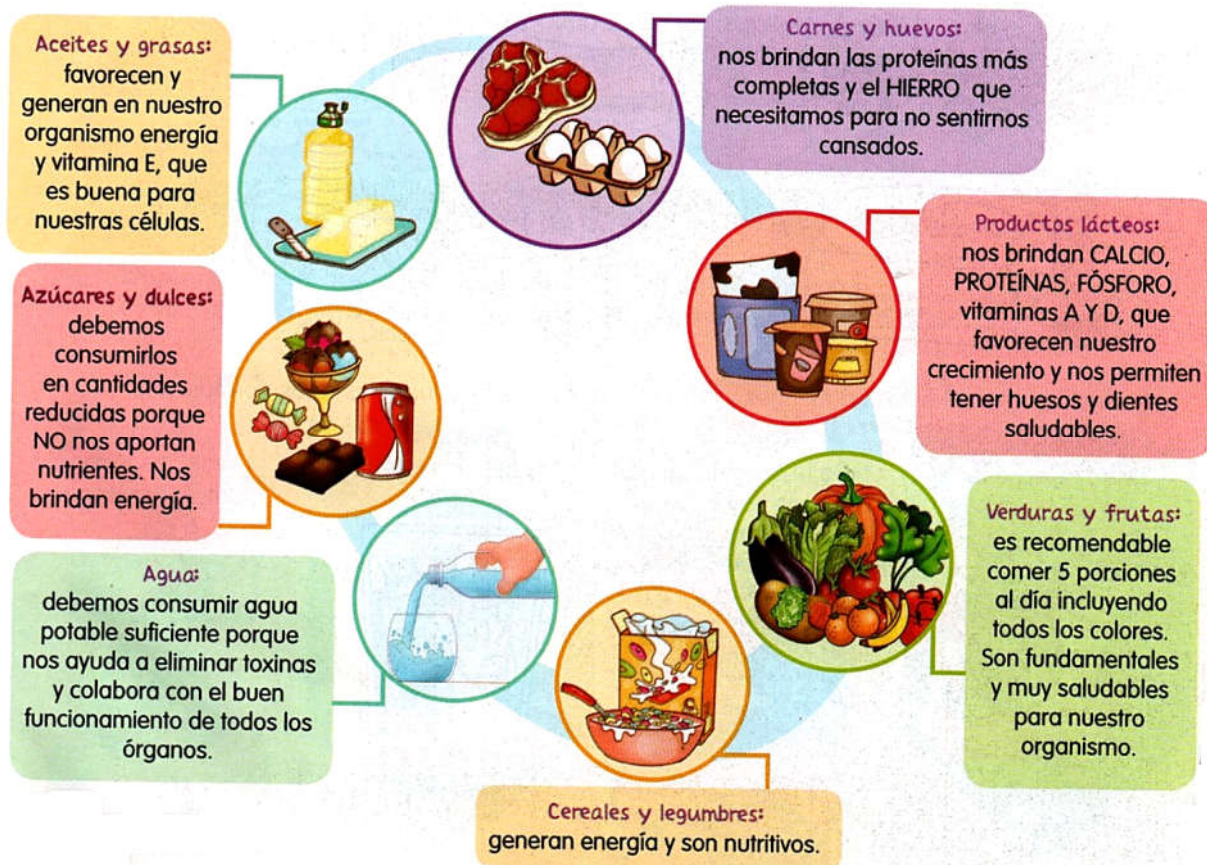 Aceites y grasas:
favorecen y
generan en nuestro
organismo energía
y vitamina E, que
es buena para
nuestras células.
Carnes y huevos:
nos brindan las proteínas más
completas y el HIERRO que
necesitamos para no sentirnos
cansados.
Productos lácteos:
nos brindan CALCIO,
PROTEÍNAS, FÓSFORO,
vitaminas A Y D, que
favorecen nuestro
crecimiento y nos permiten
tener huesos y dientes
saludables.
Azúcares y dulces:
debemos
consumirlos
en cantidades
reducidas porque
NO nos aportan
nutrientes. Nos
brindan energía.
Verduras y frutas:
es recomendable
comer 5 porciones
al día incluyendo
todos los colores.
Son fundamentales
y muy saludables
para nuestro
organismo.
Agua:
debemos consumir agua
potable suficiente porque
nos ayuda a eliminar toxinas
y colabora con el buen
funcionamiento de todos los
órganos.
Cereales y legumbres:
generan energía y son nutritivos.